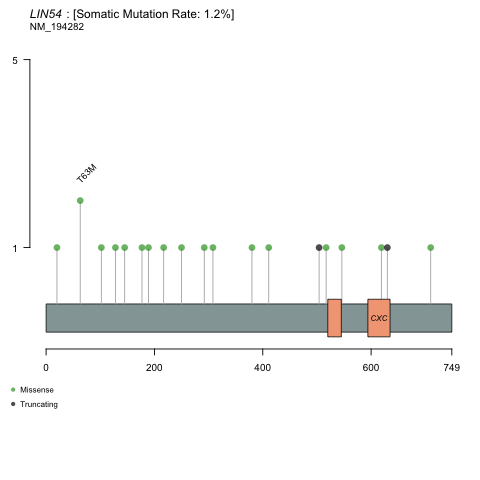 LIN54 : [Somatic Mutation Rate: 1.2%]
NM_194282
5
T63M
1
CXC
0 200 400 600 749
Missense
Truncating